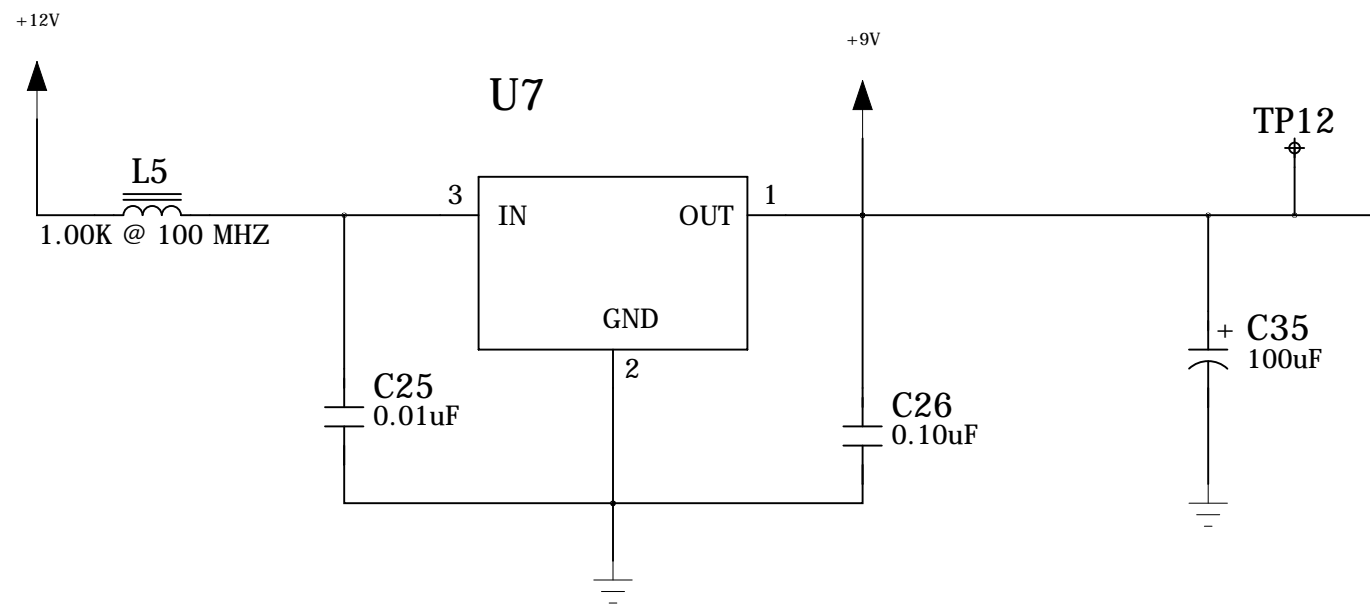 +12V
+9V
U7
TP12
L5
1.00K @ 100 MHZ
3
IN
OUT
1
GND
2
C25
0.01uF
C26
0.10uF
+ C35
100uF